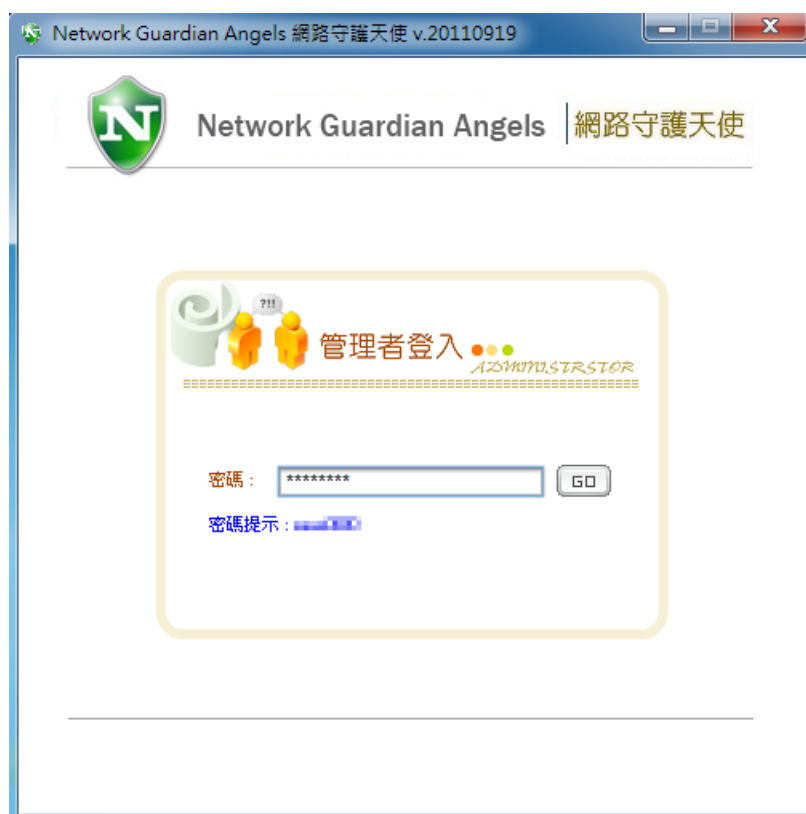 Network Guardian Angels 網路守護天使 v.20110919
N
Network Guardian Angels 網路守護天使
?!!
管理者登入
ADMINISTRSTOR
密碼：
********
GO
密碼提示：